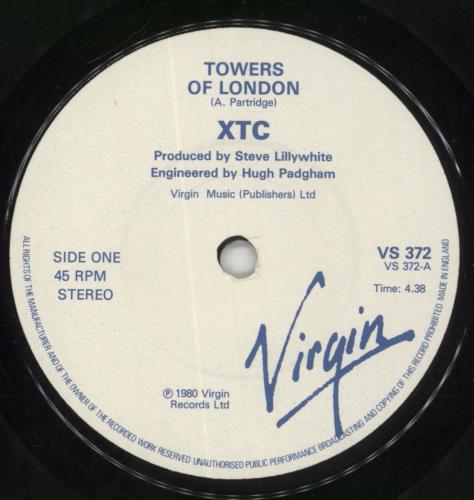 TOWERS
OF LONDON
(A. Partridge)
XTC
Produced by Steve Lillywhite
Engineered by Hugh Padgham
Virgin Music (Publishers) Ltd
SIDE ONE
45 RPM
STEREO
VS 372
VS 372-A
Time: 4.38
Virgin
℗ 1980 Virgin
Records Ltd
ALL RIGHTS OF THE MANUFACTURER AND OF THE OWNER OF THE RECORDED WORK RESERVED·UNAUTHORISED PUBLIC PERFORMANCE BROADCASTING AND COPYING OF THIS RECORD PROHIBITED MADE IN ENGLAND